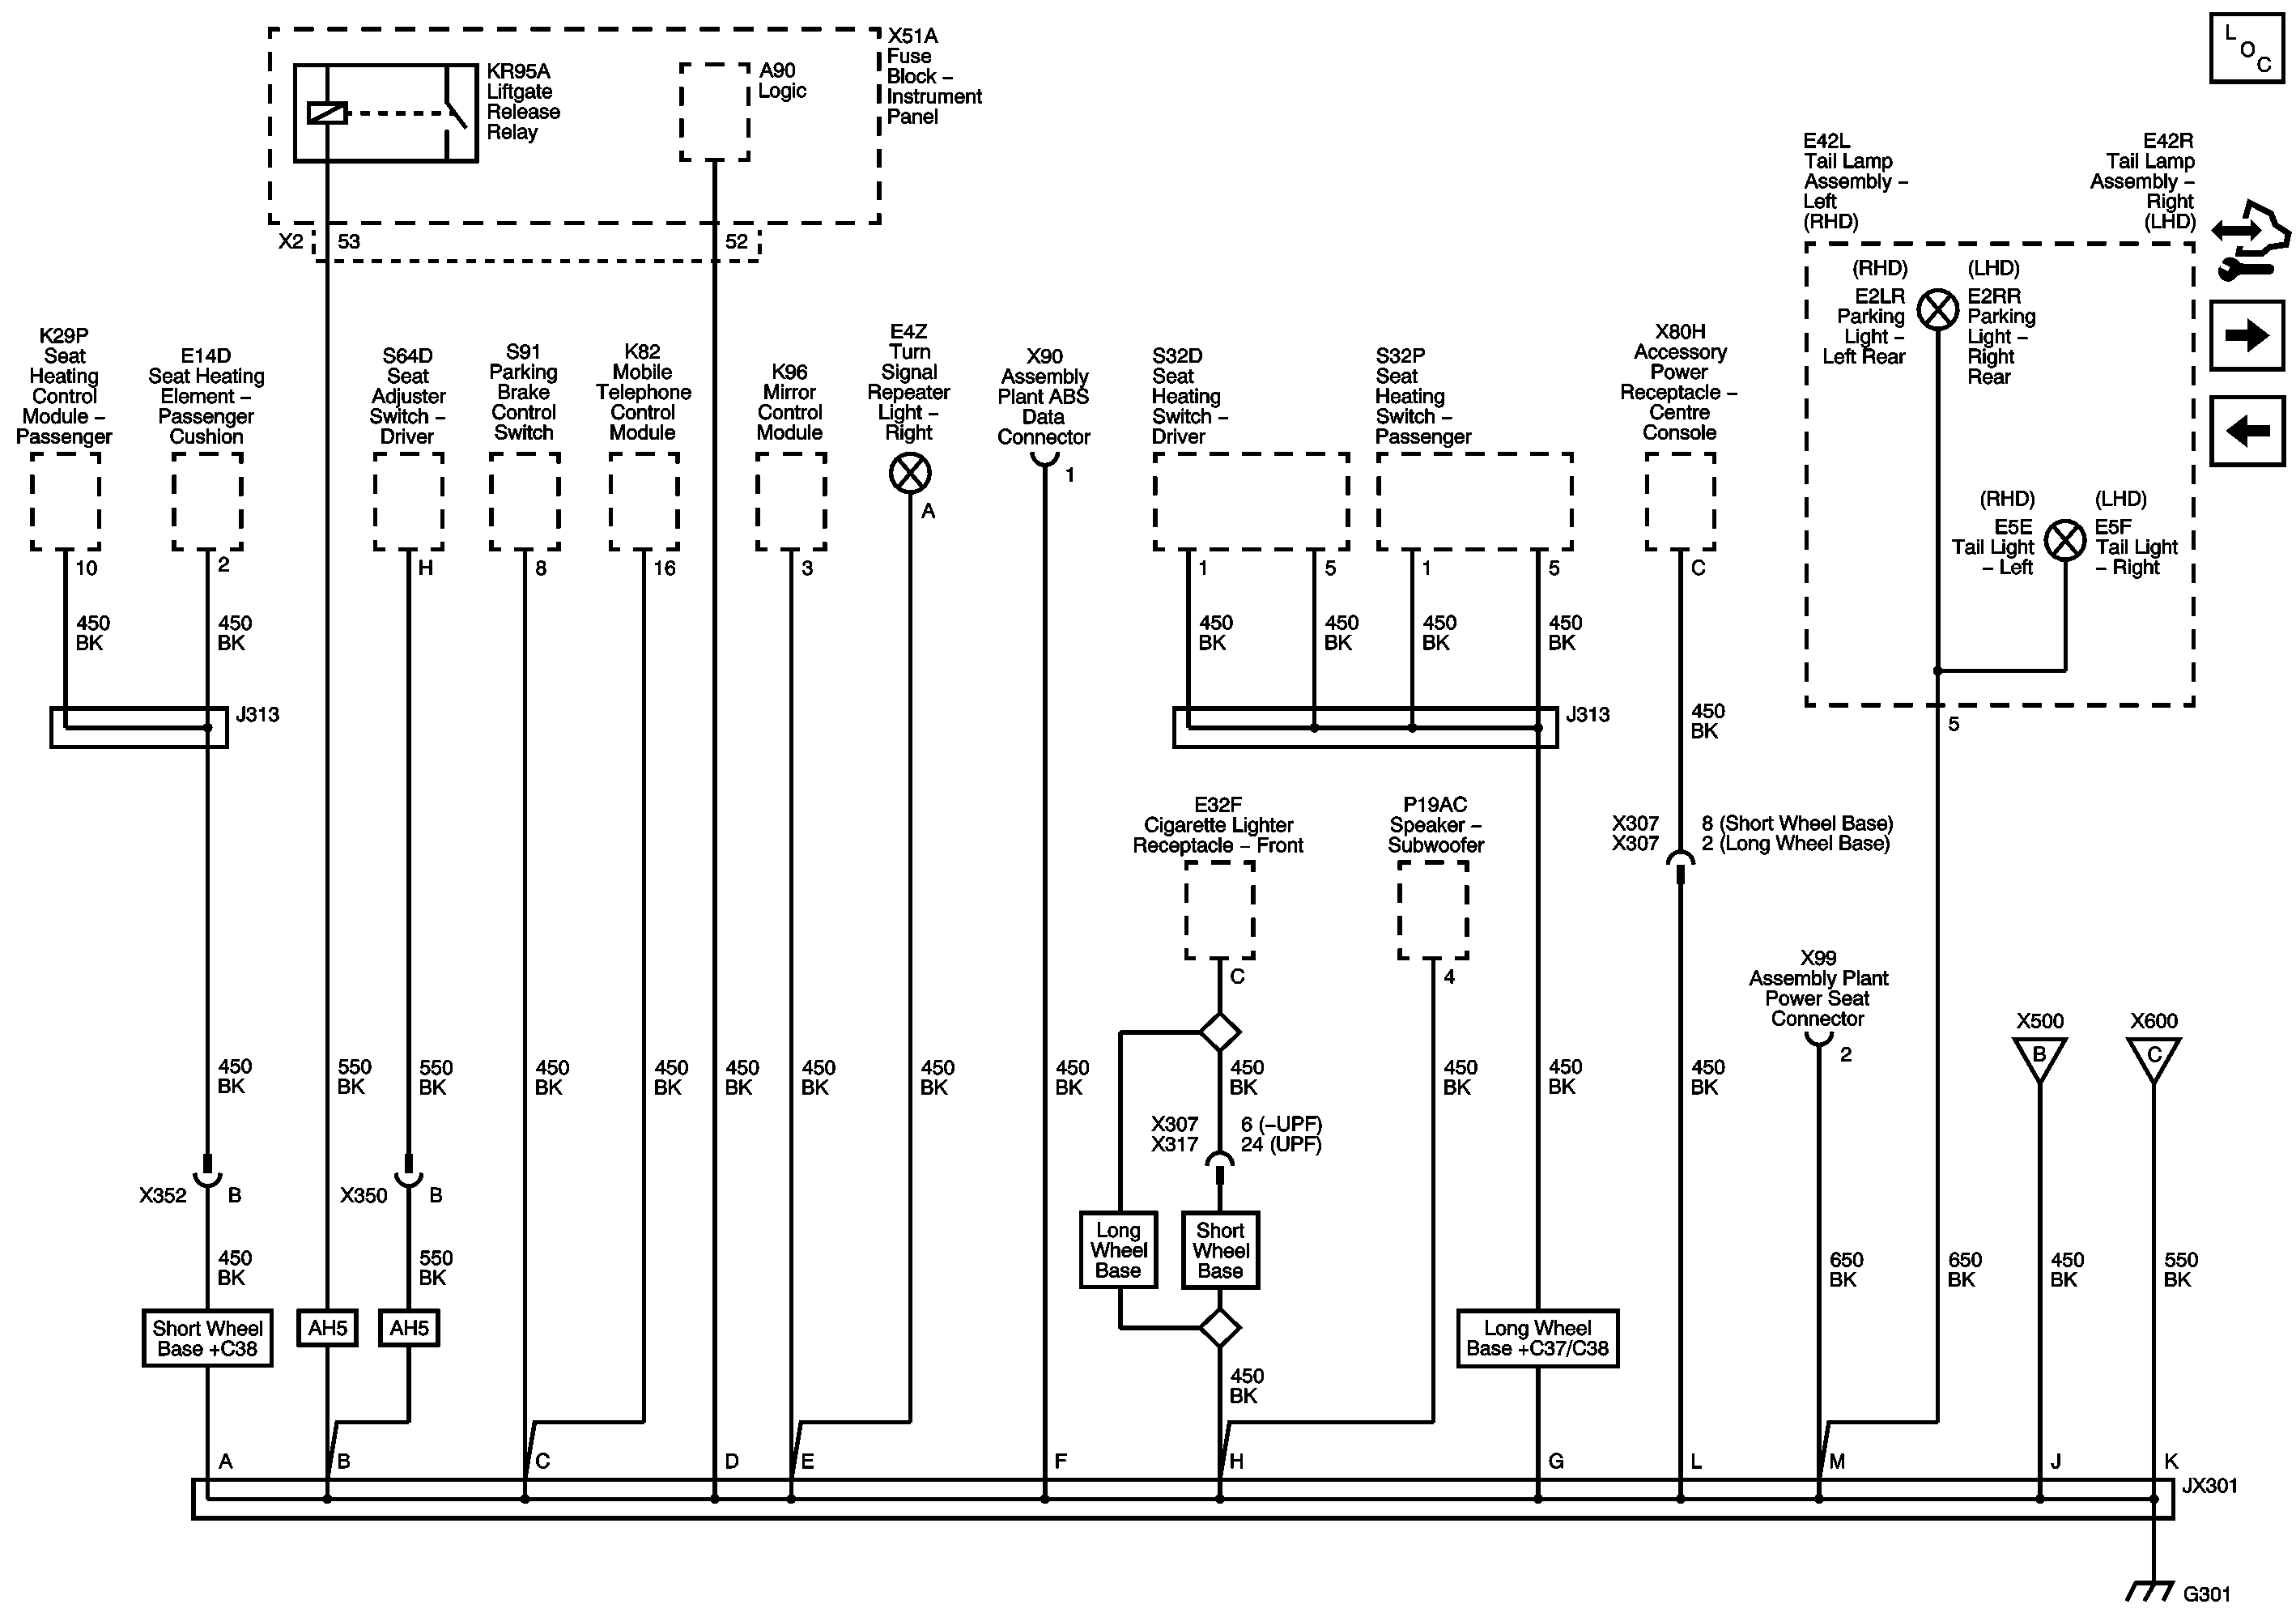 X51A
Fuse
Block –
Instrument
Panel
KR95A
Liftgate
Release
Relay
A90
Logic
L
O
C
X2
53
52
E42L
Tail Lamp
Assembly –
Left
(RHD)
E42R
Tail Lamp
Assembly –
Right
(LHD)
(RHD)
E2LR
Parking
Light –
Left Rear
(LHD)
E2RR
Parking
Light –
Right
Rear
(RHD)
E5E
Tail Light
– Left
(LHD)
E5F
Tail Light
– Right
5
K29P
Seat
Heating
Control
Module –
Passenger
E14D
Seat Heating
Element –
Passenger
Cushion
S64D
Seat
Adjuster
Switch –
Driver
S91
Parking
Brake
Control
Switch
K82
Mobile
Telephone
Control
Module
K96
Mirror
Control
Module
E4Z
Turn
Signal
Repeater
Light –
Right
X90
Assembly
Plant ABS
Data
Connector
S32D
Seat
Heating
Switch –
Driver
S32P
Seat
Heating
Switch –
Passenger
X80H
Accessory
Power
Receptacle –
Centre
Console
10
2
H
8
16
3
A
1
1
5
1
5
C
450
BK
450
BK
450
BK
450
BK
450
BK
450
BK
J313
J313
450
BK
E32F
Cigarette Lighter
Receptacle – Front
P19AC
Speaker –
Subwoofer
X307
8 (Short Wheel Base)
X307
2 (Long Wheel Base)
C
4
X99
Assembly Plant
Power Seat
Connector
2
X500
B
X600
C
450
BK
550
BK
550
BK
450
BK
450
BK
450
BK
450
BK
450
BK
450
BK
450
BK
450
BK
450
BK
450
BK
X307
6 (–UPF)
X317
24 (UPF)
X352
B
X350
B
Long
Wheel
Base
Short
Wheel
Base
450
BK
550
BK
650
BK
650
BK
450
BK
550
BK
Short Wheel
Base +C38
AH5
AH5
Long Wheel
Base +C37/C38
450
BK
A
B
C
D
E
F
H
G
L
M
J
K
JX301
G301